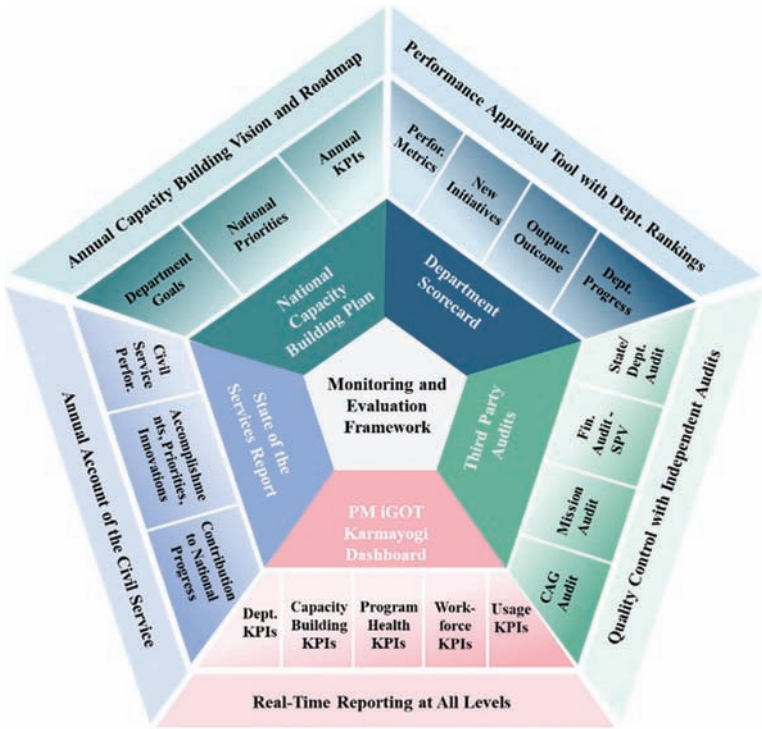 Annual Capacity Building Vision and Roadmap
Department
Goals
National
Priorities
Annual
KPIs
National
Capacity
Building Plan
Performance Appraisal Tool with Dept. Rankings
Perfor.
Metrics
New
Initiatives
Output-
Outcome
Dept.
Progress
Department
Scorecard
Quality Control with Independent Audits
State/
Dept. Audit
Fin.
Audit -
SPV
Mission
Audit
CAG
Audit
Third Party
Audits
Monitoring and
Evaluation
Framework
Annual Account of the Civil Service
Civil
Service
Perfor.
Accomplishme
nts, Priorities,
Innovations
Contribution
to National
Progress
State of the
Services Report
PM iGOT
Karmayogi
Dashboard
Dept.
KPIs
Capacity
Building
KPIs
Program
Health
KPIs
Work-
force
KPIs
Usage
KPIs
Real-Time Reporting at All Levels